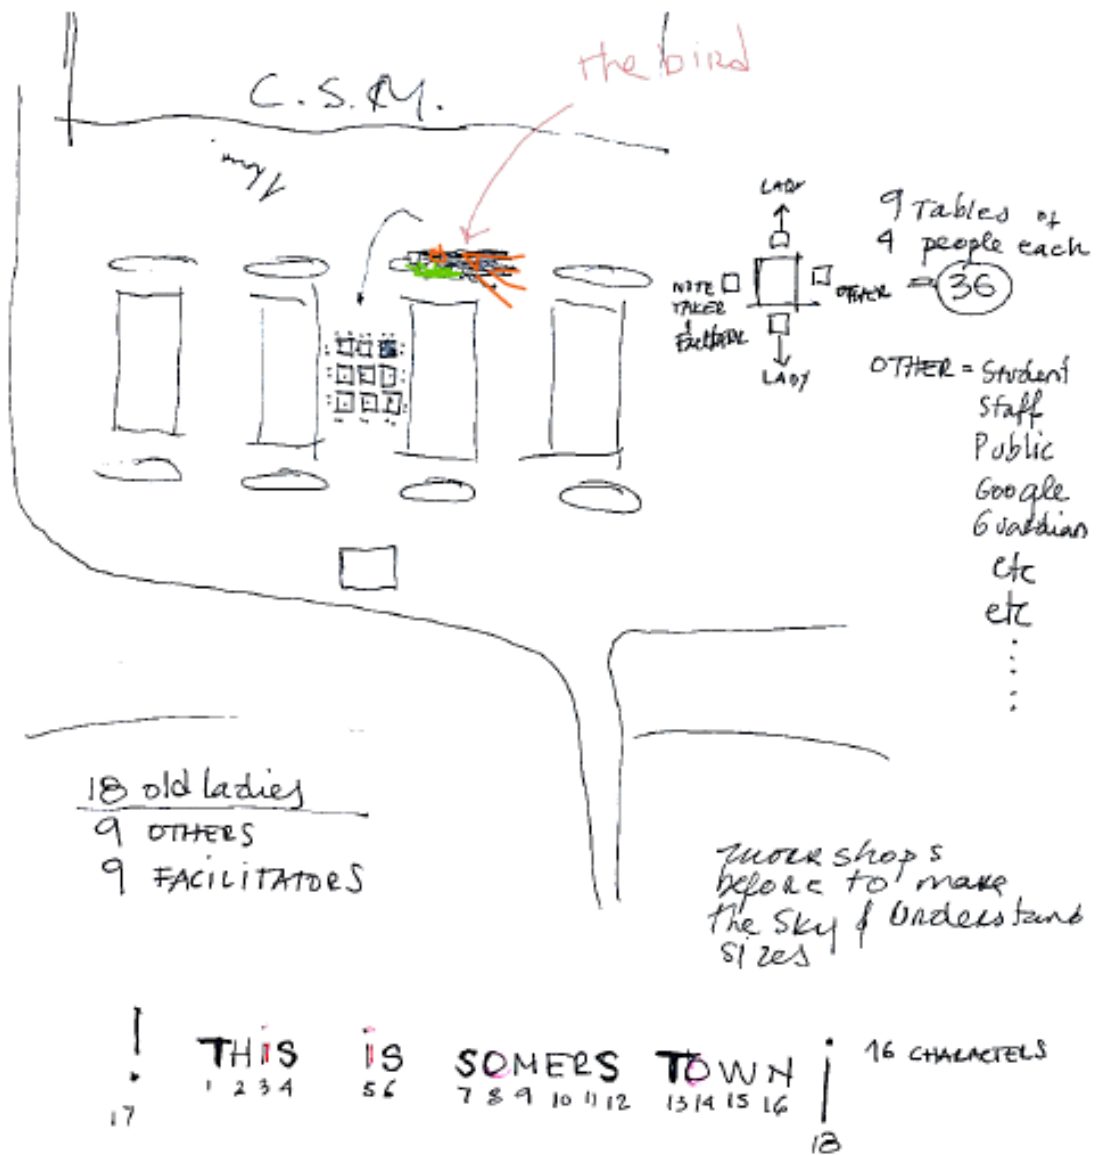 the bird
C.S.M.
LADY
9 Tables of
4 people each
= 36
NOTE
TAKER
OTHER
LADY
OTHER = Student
Staff
Public
Google
Guardian
etc
etc
18 old ladies
9 OTHERS
9 FACILITATORS
workshops
before to make
the sky & Understand
sizes
! THIS IS SOMERS TOWN ¡ 16 CHARACTERS
17 1 2 3 4 5 6 7 8 9 10 11 12 13 14 15 16 18